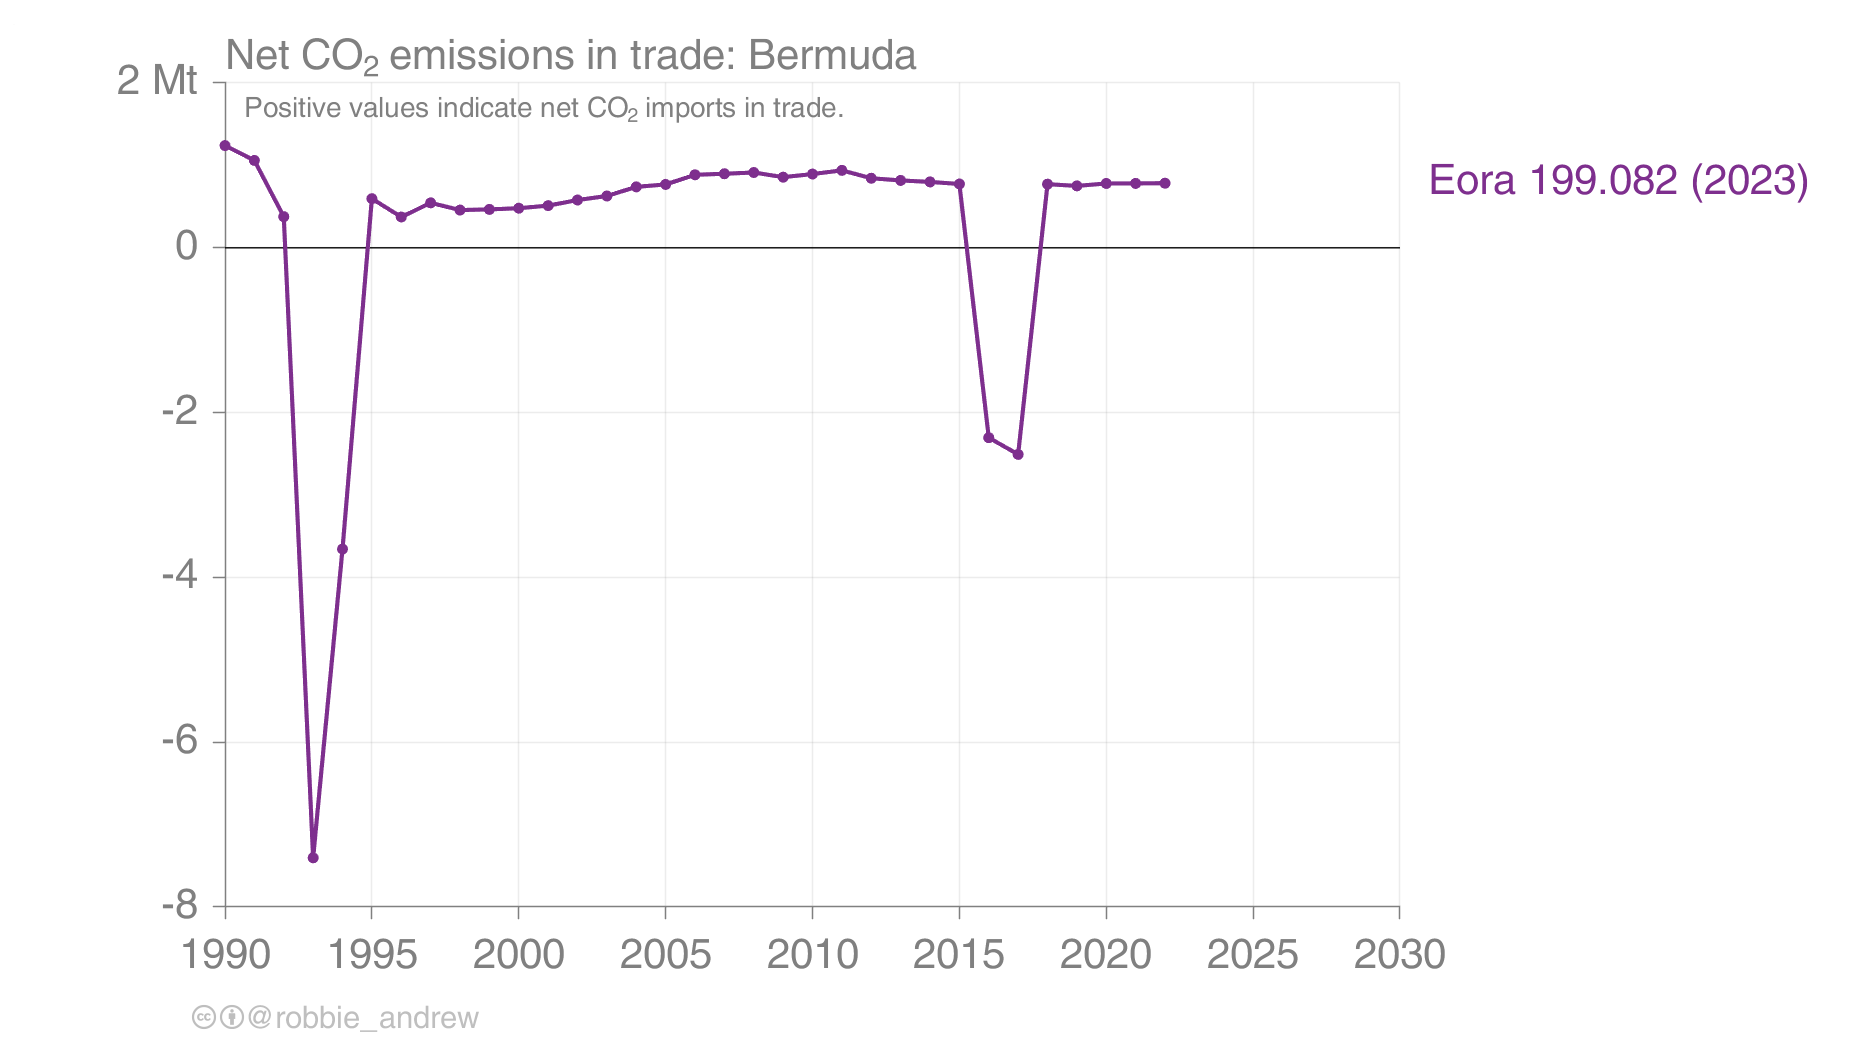 Net CO₂ emissions in trade: Bermuda
2 Mt
Positive values indicate net CO₂ imports in trade.
Eora 199.082 (2023)
0
-2
-4
-6
-8
1990 1995 2000 2005 2010 2015 2020 2025 2030
cc @robbie_andrew